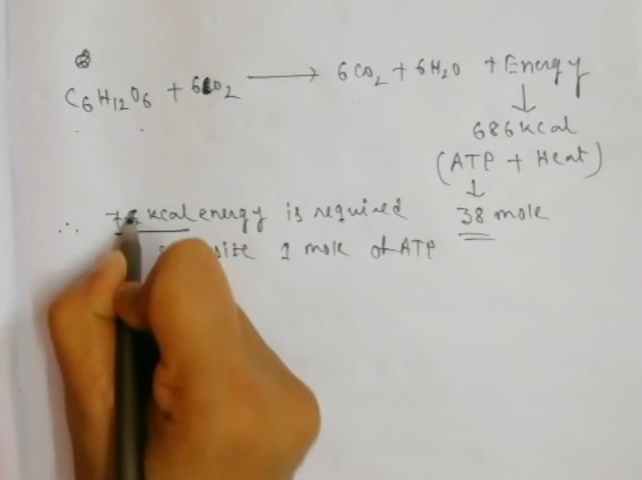 C6H12O6 + 6O2 ⟶ 6CO2 + 6H2O + Energy
↓
686 kcal
(ATP + Heat)
↓
∴ kcal energy is required 38 mole
1 mole of ATP